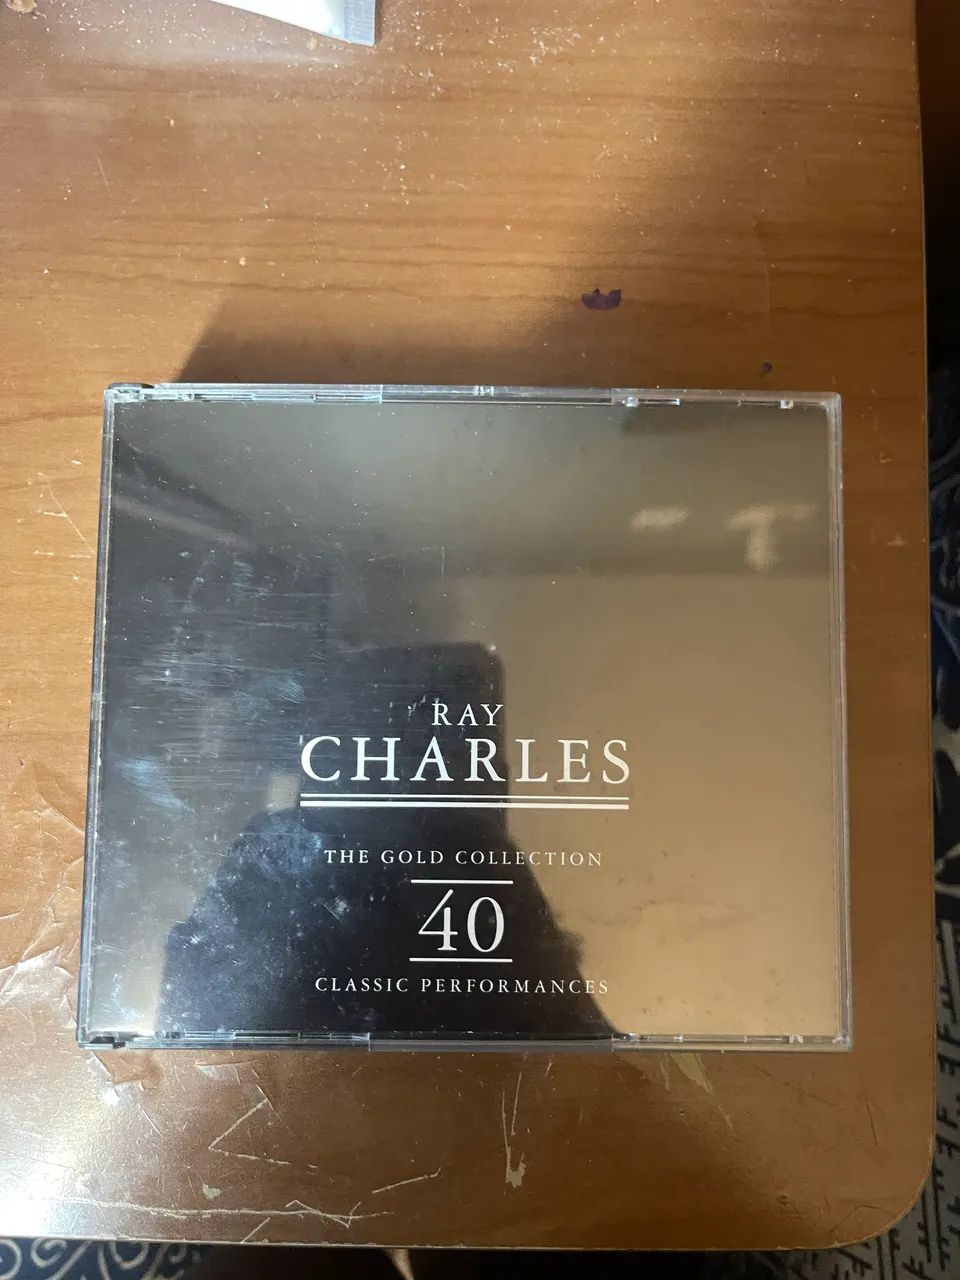 RAY
CHARLES
THE GOLD COLLECTION
40
CLASSIC PERFORMANCES